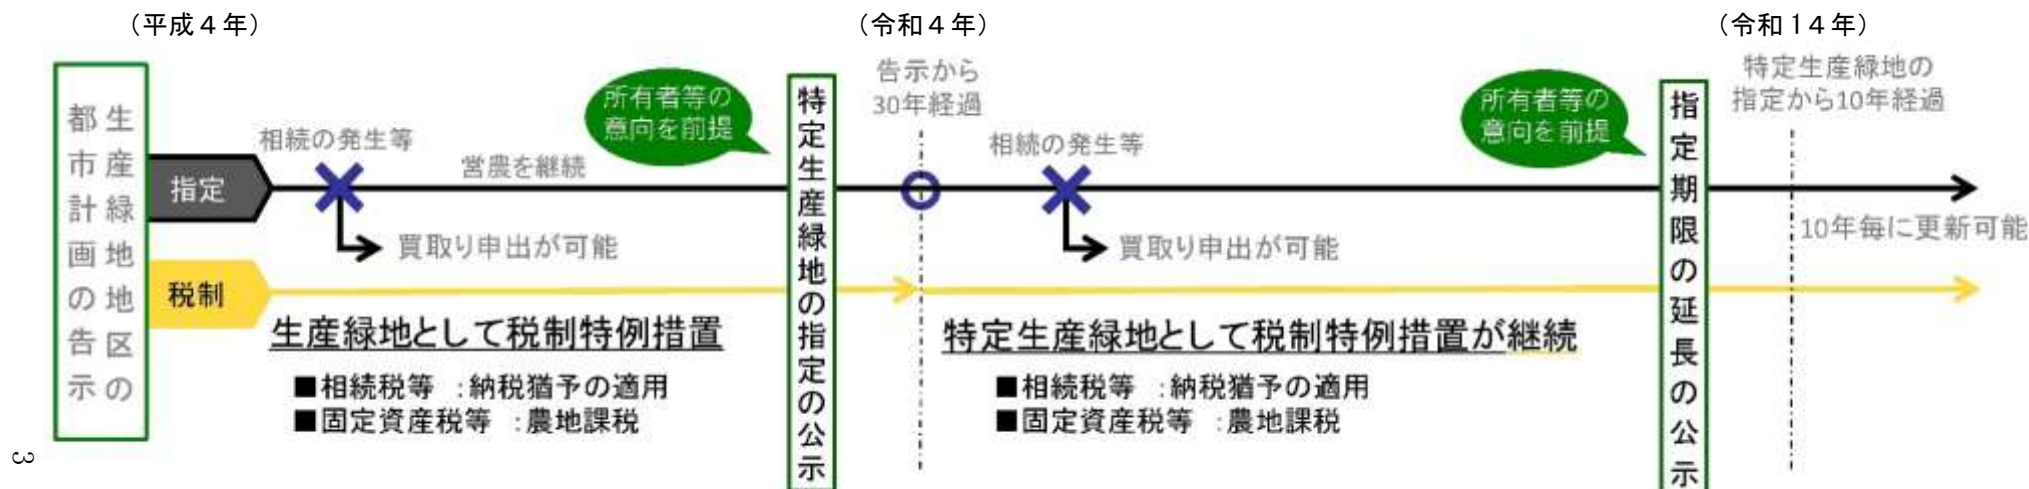 （平成４年）
（令和４年）
（令和１４年）
生産緑地地区の
都市計画の告示
指定
税制
相続の発生等
営農を継続
買取り申出が可能
所有者等の
意向を前提
特定生産緑地の指定の公示
告示から
30年経過
相続の発生等
買取り申出が可能
所有者等の
意向を前提
指定期限の延長の公示
特定生産緑地の
指定から10年経過
10年毎に更新可能
生産緑地として税制特例措置
■相続税等　：納税猶予の適用
■固定資産税等　：農地課税
特定生産緑地として税制特例措置が継続
■相続税等　：納税猶予の適用
■固定資産税等　：農地課税
3